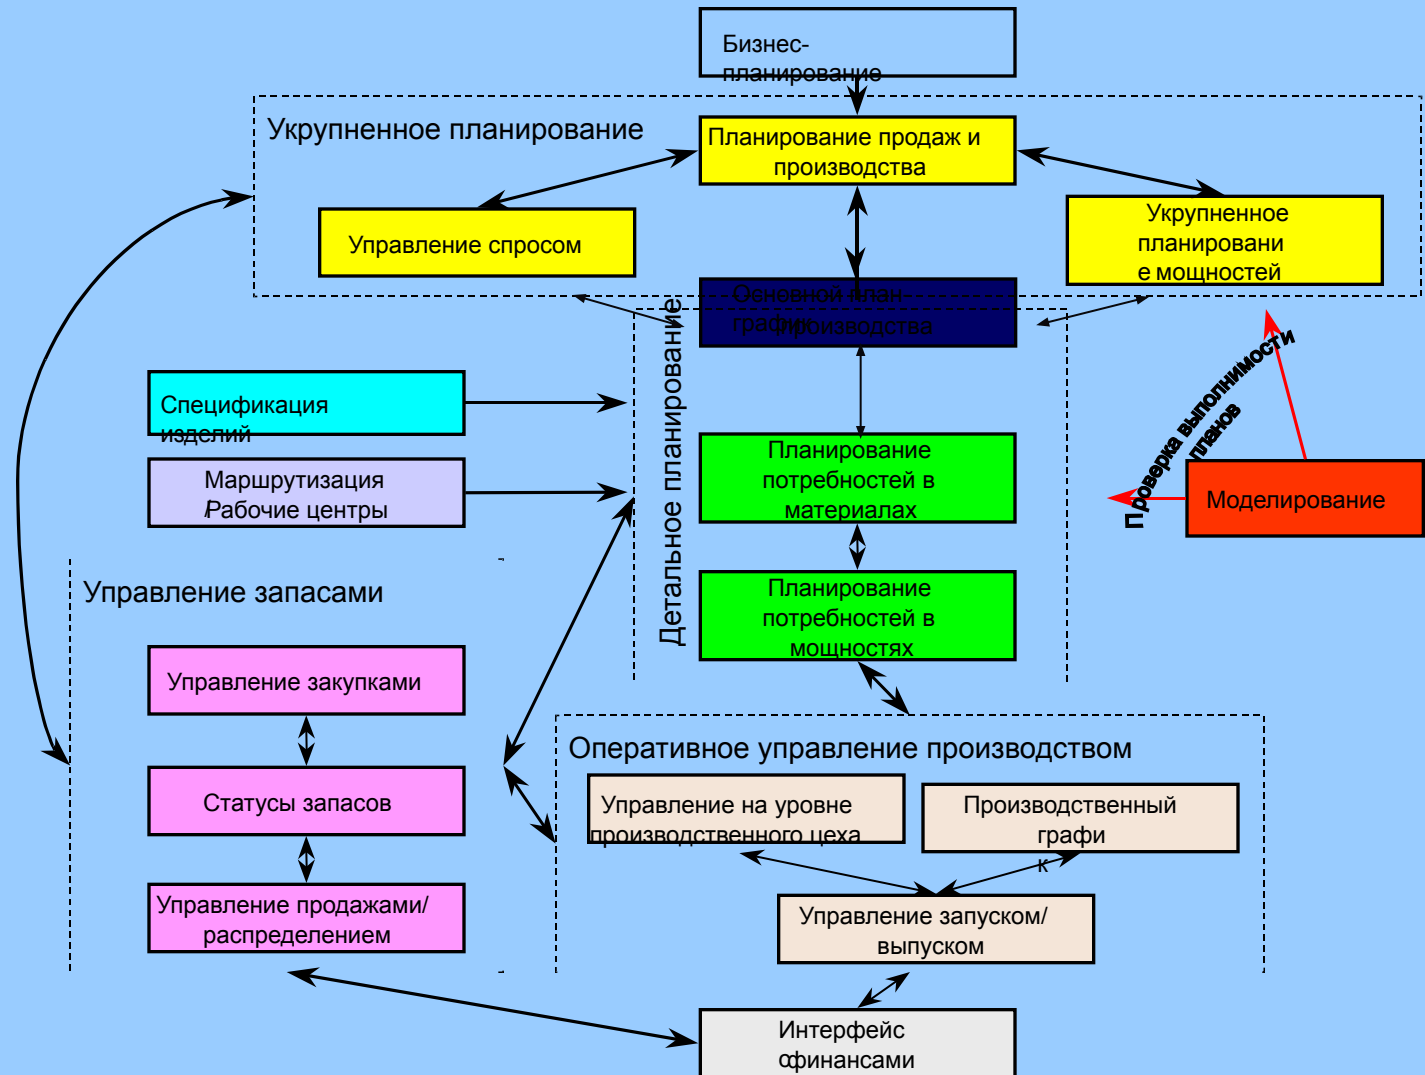 Бизнес-
планирование
Укрупненное планирование
Планирование продаж и
производства
Управление спросом
Укрупненное
планировани
е мощностей
Основной план-
график
производства
Детальное планирование
Спецификация
изделий
Маршрутизация
/Рабочие центры
Планирование
потребностей в
материалах
Планирование
потребностей в
мощностях
Проверка выполнимости
планов
Моделирование
Управление запасами
Управление закупками
Статусы запасов
Управление продажами/
распределением
Оперативное управление производством
Управление на уровне
производственного цеха
Производственный
графи
к
Управление запуском/
выпуском
Интерфейс
с финансами